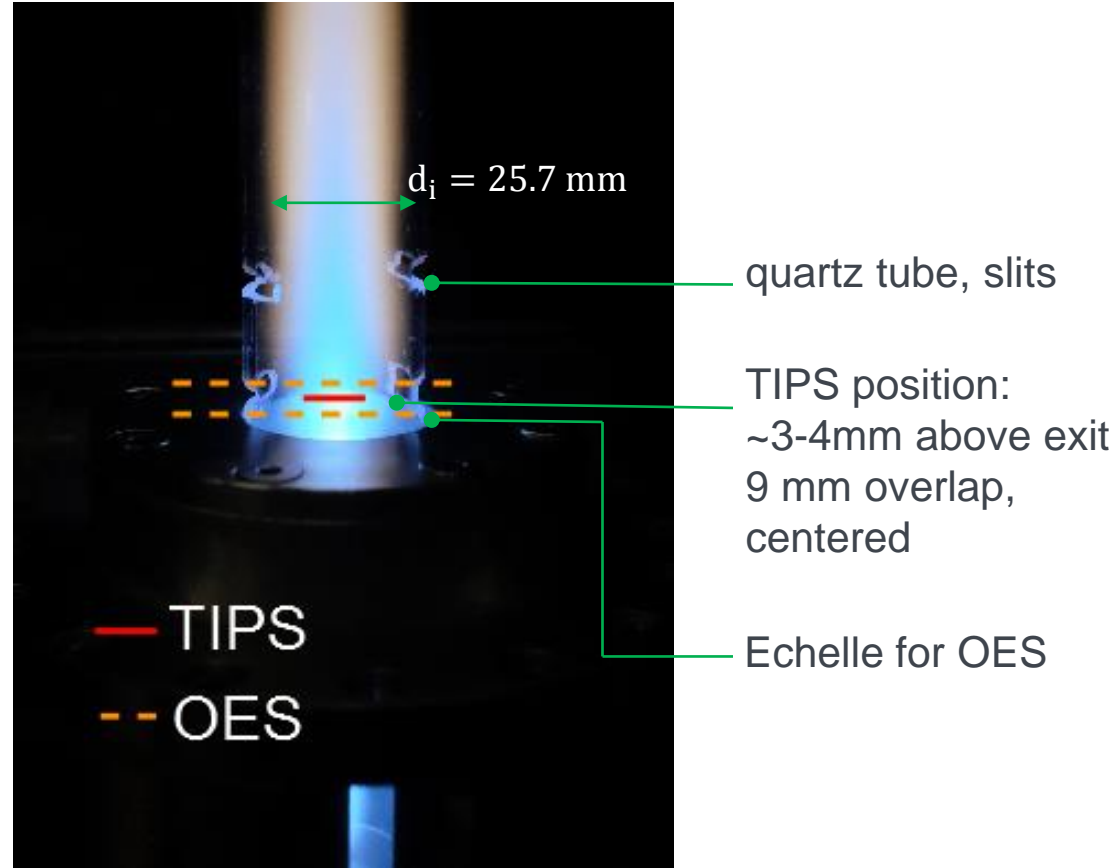 dᵢ = 25.7 mm
quartz tube, slits
TIPS position:
~3-4mm above exit
9 mm overlap,
centered
Echelle for OES
TIPS
OES